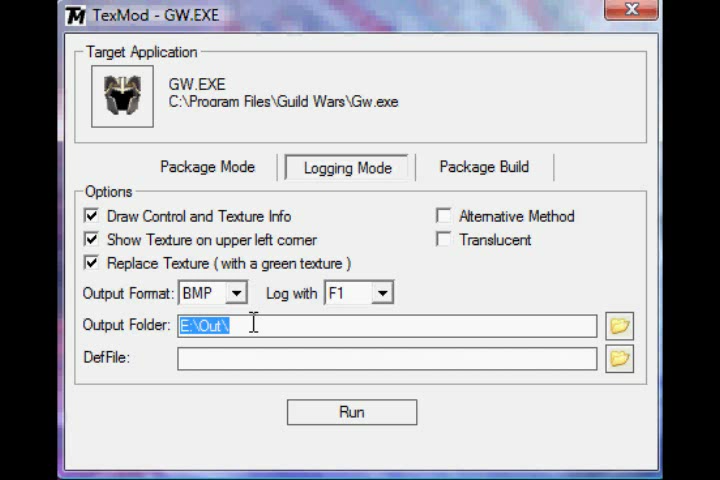 TM TexMod - GW.EXE
Target Application
GW.EXE
C:\Program Files\Guild Wars\Gw.exe
Package Mode Logging Mode Package Build
Options
Draw Control and Texture Info Alternative Method
Show Texture on upper left corner Translucent
Replace Texture ( with a green texture )
Output Format: BMP Log with F1
Output Folder: E:\Out\
DefFile:
Run